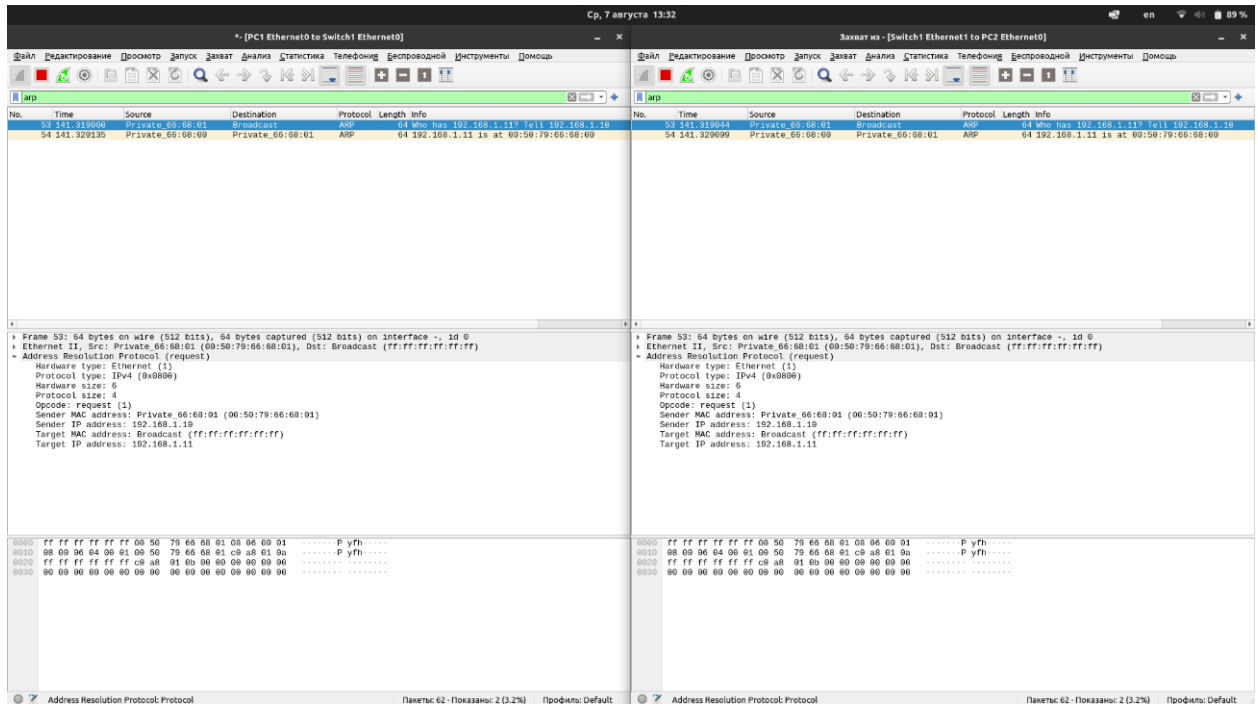 Ср, 7 августа 13:32
en
89 %
*- [PC1 Ethernet0 to Switch1 Ethernet0]
Файл Редактирование Просмотр Запуск Захват Анализ Статистика Телефония Беспроводной Инструменты Помощь
arp
No. Time Source Destination Protocol Length Info
53 141.319960 Private_66:68:01 Broadcast ARP 64 Who has 192.168.1.11? Tell 192.168.1.10
54 141.320135 Private_66:68:00 Private_66:68:01 ARP 64 192.168.1.11 is at 00:50:79:66:68:00
Frame 53: 64 bytes on wire (512 bits), 64 bytes captured (512 bits) on interface -, id 0
Ethernet II, Src: Private_66:68:01 (00:50:79:66:68:01), Dst: Broadcast (ff:ff:ff:ff:ff:ff)
Address Resolution Protocol (request)
Hardware type: Ethernet (1)
Protocol type: IPv4 (0x0800)
Hardware size: 6
Protocol size: 4
Opcode: request (1)
Sender MAC address: Private_66:68:01 (00:50:79:66:68:01)
Sender IP address: 192.168.1.10
Target MAC address: Broadcast (ff:ff:ff:ff:ff:ff)
Target IP address: 192.168.1.11
0000 ff ff ff ff ff ff 00 50 79 66 68 01 08 06 00 01 ·······P yfh·····
0010 08 00 06 04 00 01 00 50 79 66 68 01 c0 a8 01 0a ·······P yfh·····
0020 ff ff ff ff ff ff c0 a8 01 0b 00 00 00 00 00 00 ········ ········
0030 00 00 00 00 00 00 00 00 00 00 00 00 00 00 00 00 ········ ········
Address Resolution Protocol: Protocol
Пакеты: 62 · Показаны: 2 (3.2%)
Профиль: Default
Захват из - [Switch1 Ethernet1 to PC2 Ethernet0]
Файл Редактирование Просмотр Запуск Захват Анализ Статистика Телефония Беспроводной Инструменты Помощь
arp
No. Time Source Destination Protocol Length Info
53 141.319944 Private_66:68:01 Broadcast ARP 64 Who has 192.168.1.11? Tell 192.168.1.10
54 141.320099 Private_66:68:00 Private_66:68:01 ARP 64 192.168.1.11 is at 00:50:79:66:68:00
Frame 53: 64 bytes on wire (512 bits), 64 bytes captured (512 bits) on interface -, id 0
Ethernet II, Src: Private_66:68:01 (00:50:79:66:68:01), Dst: Broadcast (ff:ff:ff:ff:ff:ff)
Address Resolution Protocol (request)
Hardware type: Ethernet (1)
Protocol type: IPv4 (0x0800)
Hardware size: 6
Protocol size: 4
Opcode: request (1)
Sender MAC address: Private_66:68:01 (00:50:79:66:68:01)
Sender IP address: 192.168.1.10
Target MAC address: Broadcast (ff:ff:ff:ff:ff:ff)
Target IP address: 192.168.1.11
0000 ff ff ff ff ff ff 00 50 79 66 68 01 08 06 00 01 ·······P yfh·····
0010 08 00 06 04 00 01 00 50 79 66 68 01 c0 a8 01 0a ·······P yfh·····
0020 ff ff ff ff ff ff c0 a8 01 0b 00 00 00 00 00 00 ········ ········
0030 00 00 00 00 00 00 00 00 00 00 00 00 00 00 00 00 ········ ········
Address Resolution Protocol: Protocol
Пакеты: 62 · Показаны: 2 (3.2%)
Профиль: Default